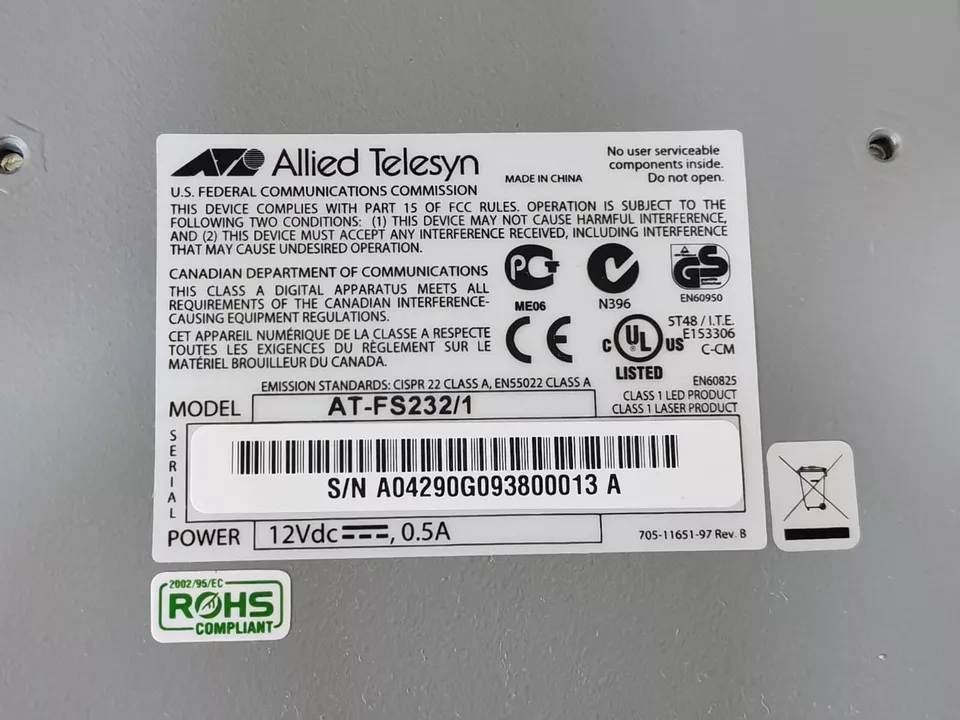 Allied Telesyn
MADE IN CHINA
No user serviceable
components inside.
Do not open.
U.S. FEDERAL COMMUNICATIONS COMMISSION
THIS DEVICE COMPLIES WITH PART 15 OF FCC RULES. OPERATION IS SUBJECT TO THE
FOLLOWING TWO CONDITIONS: (1) THIS DEVICE MAY NOT CAUSE HARMFUL INTERFERENCE,
AND (2) THIS DEVICE MUST ACCEPT ANY INTERFERENCE RECEIVED, INCLUDING INTERFERENCE
THAT MAY CAUSE UNDESIRED OPERATION.
CANADIAN DEPARTMENT OF COMMUNICATIONS
THIS CLASS A DIGITAL APPARATUS MEETS ALL
REQUIREMENTS OF THE CANADIAN INTERFERENCE-
CAUSING EQUIPMENT REGULATIONS.
CET APPAREIL NUMÉRIQUE DE LA CLASSE A RESPECTE
TOUTES LES EXIGENCES DU RÈGLEMENT SUR LE
MATÉRIEL BROUILLEUR DU CANADA.
ME06
N396
GS
EN60950
CE
C UL US
LISTED
5T48 / I.T.E.
E153306
C-CM
EMISSION STANDARDS: CISPR 22 CLASS A, EN55022 CLASS A
EN60825
CLASS 1 LED PRODUCT
CLASS 1 LASER PRODUCT
MODEL AT-FS232/1
SERIAL
S/N A04290G093800013 A
POWER 12Vdc, 0.5A
705-11651-97 Rev. B
2002/95/EC
ROHS
COMPLIANT